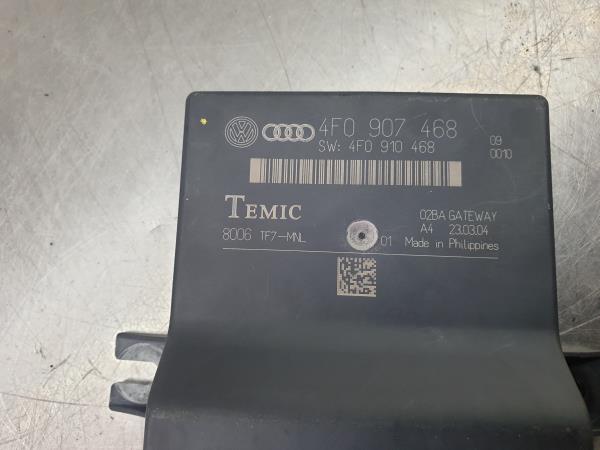 4F0 907 468
SW: 4F0 910 468
09
0010
TEMIC
02BA GATEWAY
A4 23.03.04
8006 TF7-MNL
01 Made in Philippines